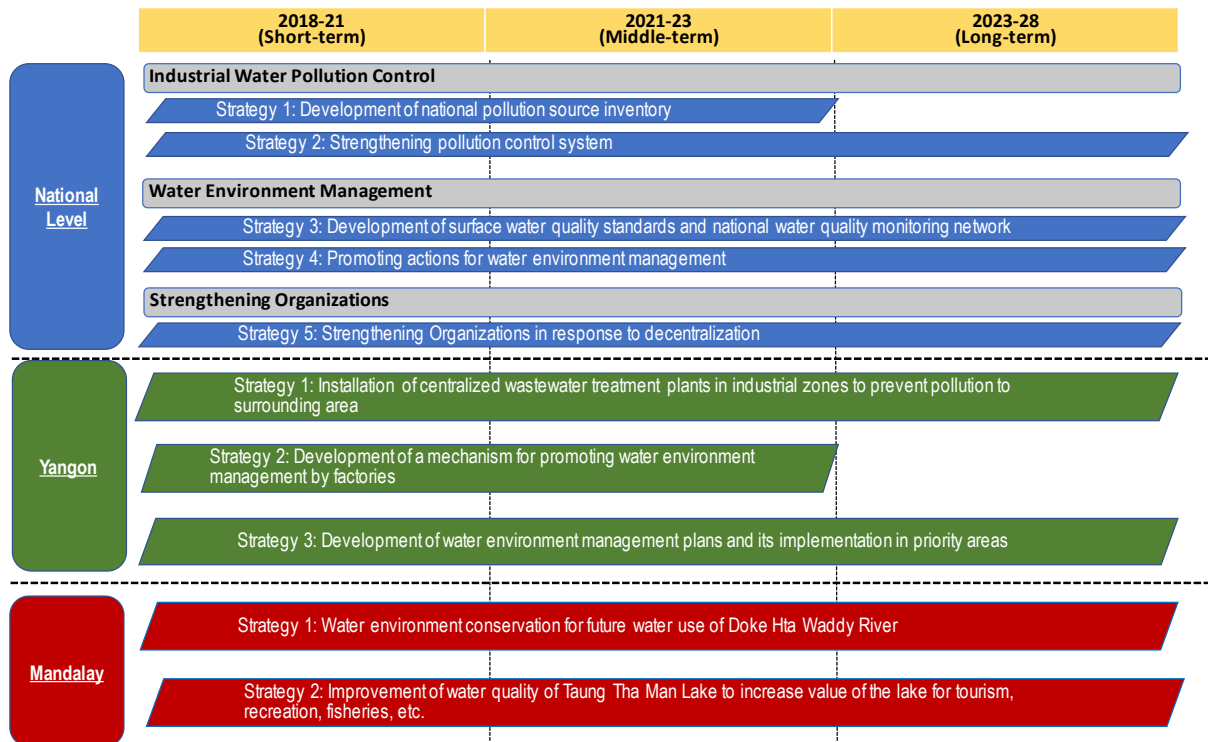 2018-21
(Short-term)
2021-23
(Middle-term)
2023-28
(Long-term)
National
Level
Industrial Water Pollution Control
Strategy 1: Development of national pollution source inventory
Strategy 2: Strengthening pollution control system
Water Environment Management
Strategy 3: Development of surface water quality standards and national water quality monitoring network
Strategy 4: Promoting actions for water environment management
Strengthening Organizations
Strategy 5: Strengthening Organizations in response to decentralization
Yangon
Strategy 1: Installation of centralized wastewater treatment plants in industrial zones to prevent pollution to
surrounding area
Strategy 2: Development of a mechanism for promoting water environment
management by factories
Strategy 3: Development of water environment management plans and its implementation in priority areas
Mandalay
Strategy 1: Water environment conservation for future water use of Doke Hta Waddy River
Strategy 2: Improvement of water quality of Taung Tha Man Lake to increase value of the lake for tourism,
recreation, fisheries, etc.